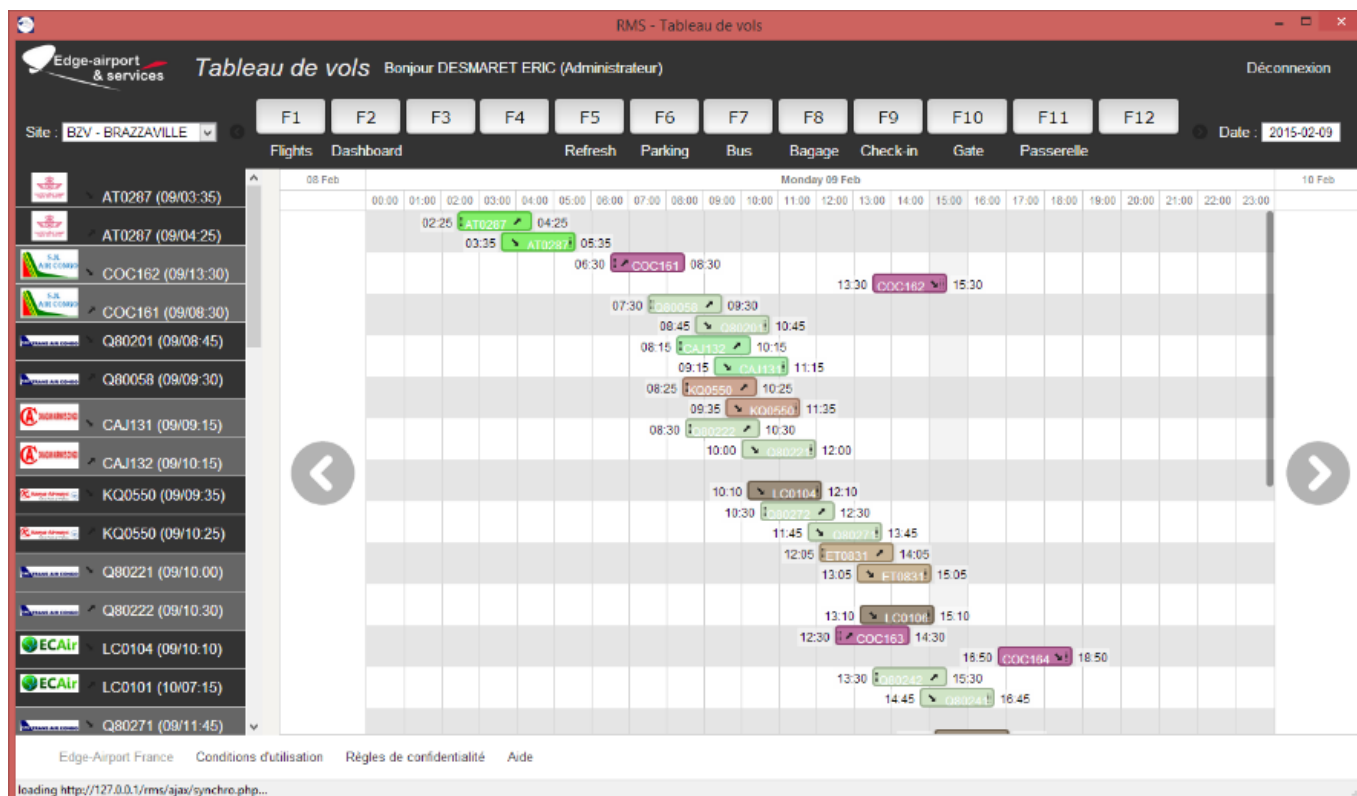 RMS - Tableau de vols
Edge-airport & services
Tableau de vols Bonjour DESMARET ERIC (Administrateur) Déconnexion
Site : BZV - BRAZZAVILLE F1 F2 F3 F4 F5 F6 F7 F8 F9 F10 F11 F12 Date : 2015-02-09
Flights Dashboard Refresh Parking Bus Bagage Check-in Gate Passerelle
08 Feb Monday 09 Feb 10 Feb
00:00 01:00 02:00 03:00 04:00 05:00 06:00 07:00 08:00 09:00 10:00 11:00 12:00 13:00 14:00 15:00 16:00 17:00 18:00 19:00 20:00 21:00 22:00 23:00
AT0287 (09/03:35)
AT0287 (09/04:25)
COC162 (09/13:30)
COC161 (09/08:30)
Q80201 (09/08:45)
Q80058 (09/09:30)
CAJ131 (09/09:15)
CAJ132 (09/10:15)
KQ0550 (09/09:35)
KQ0550 (09/10:25)
Q80221 (09/10:00)
Q80222 (09/10:30)
ECAir LC0104 (09/10:10)
ECAir LC0101 (10/07:15)
Q80271 (09/11:45)
02:25 AT0287 04:25
03:35 AT0287 05:35
06:30 COC161 08:30
13:30 COC162 15:30
07:30 Q80058 09:30
08:45 Q80201 10:45
08:15 CAJ132 10:15
09:15 CAJ131 11:15
08:25 KQ0550 10:25
09:35 KQ0550 11:35
08:30 Q80222 10:30
10:00 Q80221 12:00
10:10 LC0104 12:10
10:30 Q80272 12:30
11:45 Q80271 13:45
12:05 ET0831 14:05
13:05 ET0831 15:05
13:10 LC0106 15:10
12:30 COC163 14:30
16:50 COC164 18:50
13:30 Q80242 15:30
14:45 Q80241 16:45
Edge-Airport France Conditions d'utilisation Règles de confidentialité Aide
loading http://127.0.0.1/rms/ajax/synchro.php...